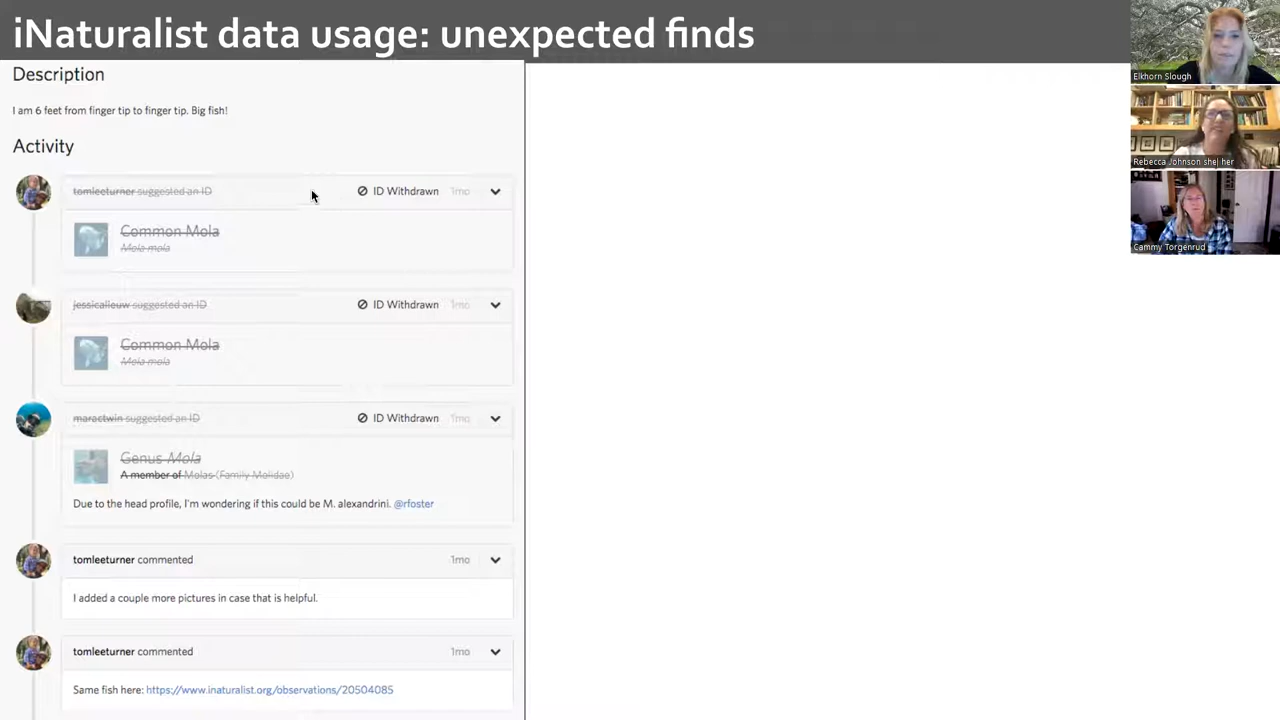 iNaturalist data usage: unexpected finds
Description
I am 6 feet from finger tip to finger tip. Big fish!
Activity
tomleeturner suggested an ID ID Withdrawn 1mo
Common Mola
Mola mola
jessicalleuw suggested an ID ID Withdrawn 1mo
Common Mola
Mola mola
maractwin suggested an ID ID Withdrawn 1mo
Genus Mola
A member of Molas (Family Molidae)
Due to the head profile, I'm wondering if this could be M. alexandrini. @rfoster
tomleeturner commented 1mo
I added a couple more pictures in case that is helpful.
tomleeturner commented 1mo
Same fish here: https://www.inaturalist.org/observations/20504085
Elkhorn Slough
Rebecca Johnson she| her
Cammy Torgenrud